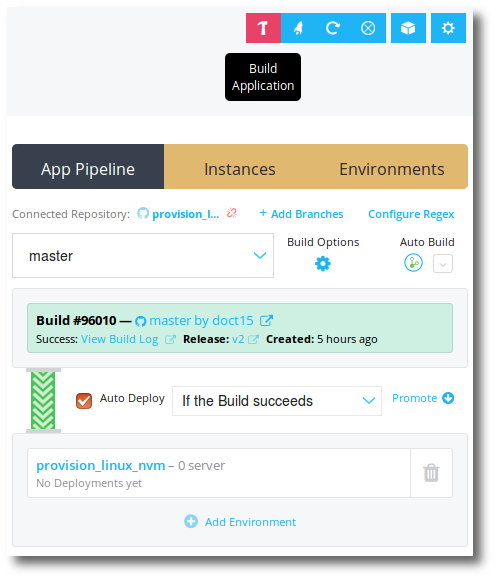 Build
Application
App Pipeline Instances Environments
Connected Repository: provision_l... + Add Branches Configure Regex
master
Build Options Auto Build
Build #96010 — master by doct15
Success: View Build Log Release: v2 Created: 5 hours ago
Auto Deploy If the Build succeeds Promote
provision_linux_nvm – 0 server
No Deployments yet
Add Environment